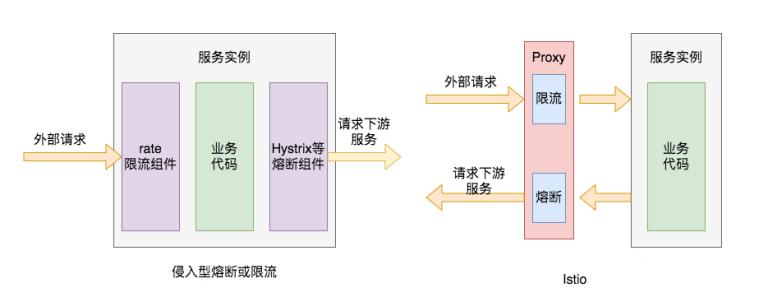 服务实例
外部请求
rate
限流组件
业务
代码
Hystrix等
熔断组件
请求下游
服务
侵入型熔断或限流
Proxy
服务实例
外部请求
限流
业务
代码
请求下游
服务
熔断
Istio